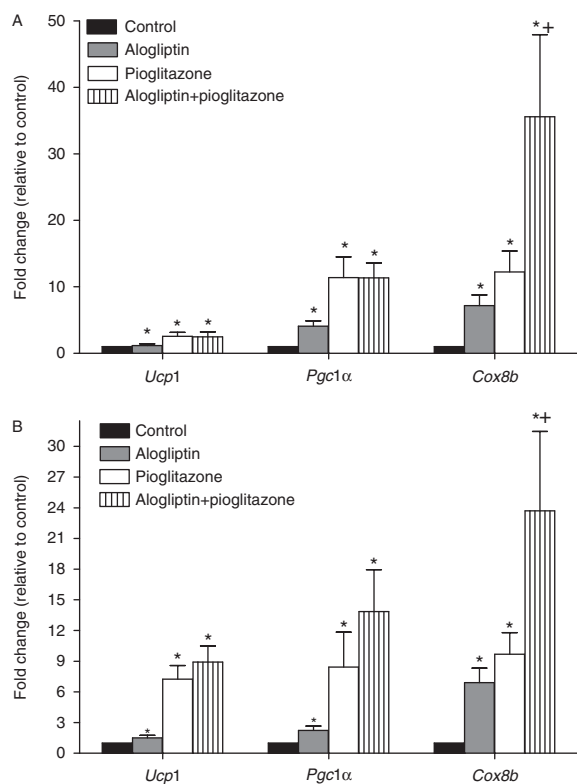 A
Control
Alogliptin
Pioglitazone
Alogliptin+pioglitazone
Fold change (relative to control)
50
40
30
20
10
0
* * *
* * *
* * *+
Ucp1 Pgc1α Cox8b
B
Control
Alogliptin
Pioglitazone
Alogliptin+pioglitazone
Fold change (relative to control)
30
27
24
21
18
15
12
9
6
3
0
* * *
* * *
* * *+
Ucp1 Pgc1α Cox8b